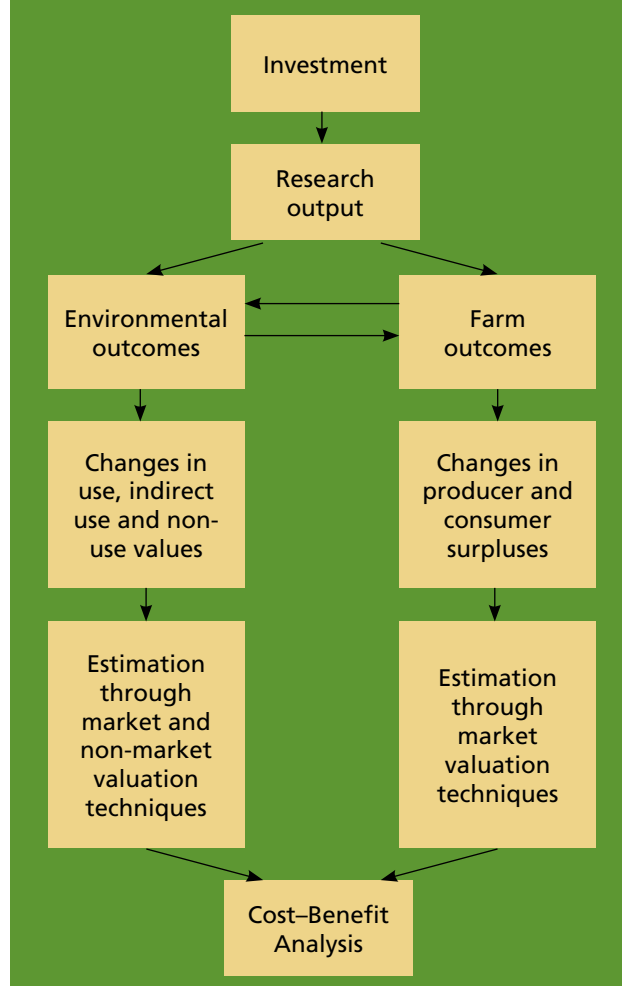 Investment
Research
output
Environmental
outcomes
Farm
outcomes
Changes in
use, indirect
use and non-
use values
Changes in
producer and
consumer
surpluses
Estimation
through
market and
non-market
valuation
techniques
Estimation
through
market
valuation
techniques
Cost–Benefit
Analysis